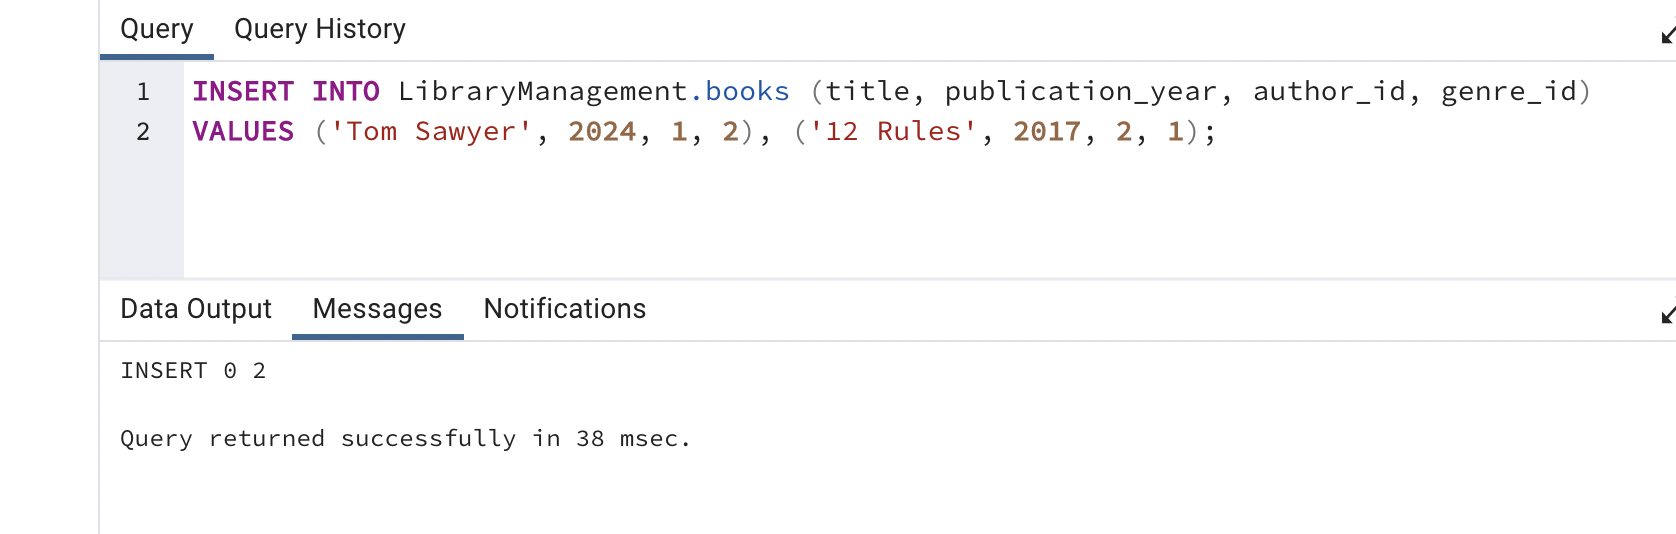 Query Query History
1 INSERT INTO LibraryManagement.books (title, publication_year, author_id, genre_id)
2 VALUES ('Tom Sawyer', 2024, 1, 2), ('12 Rules', 2017, 2, 1);
Data Output Messages Notifications
INSERT 0 2
Query returned successfully in 38 msec.